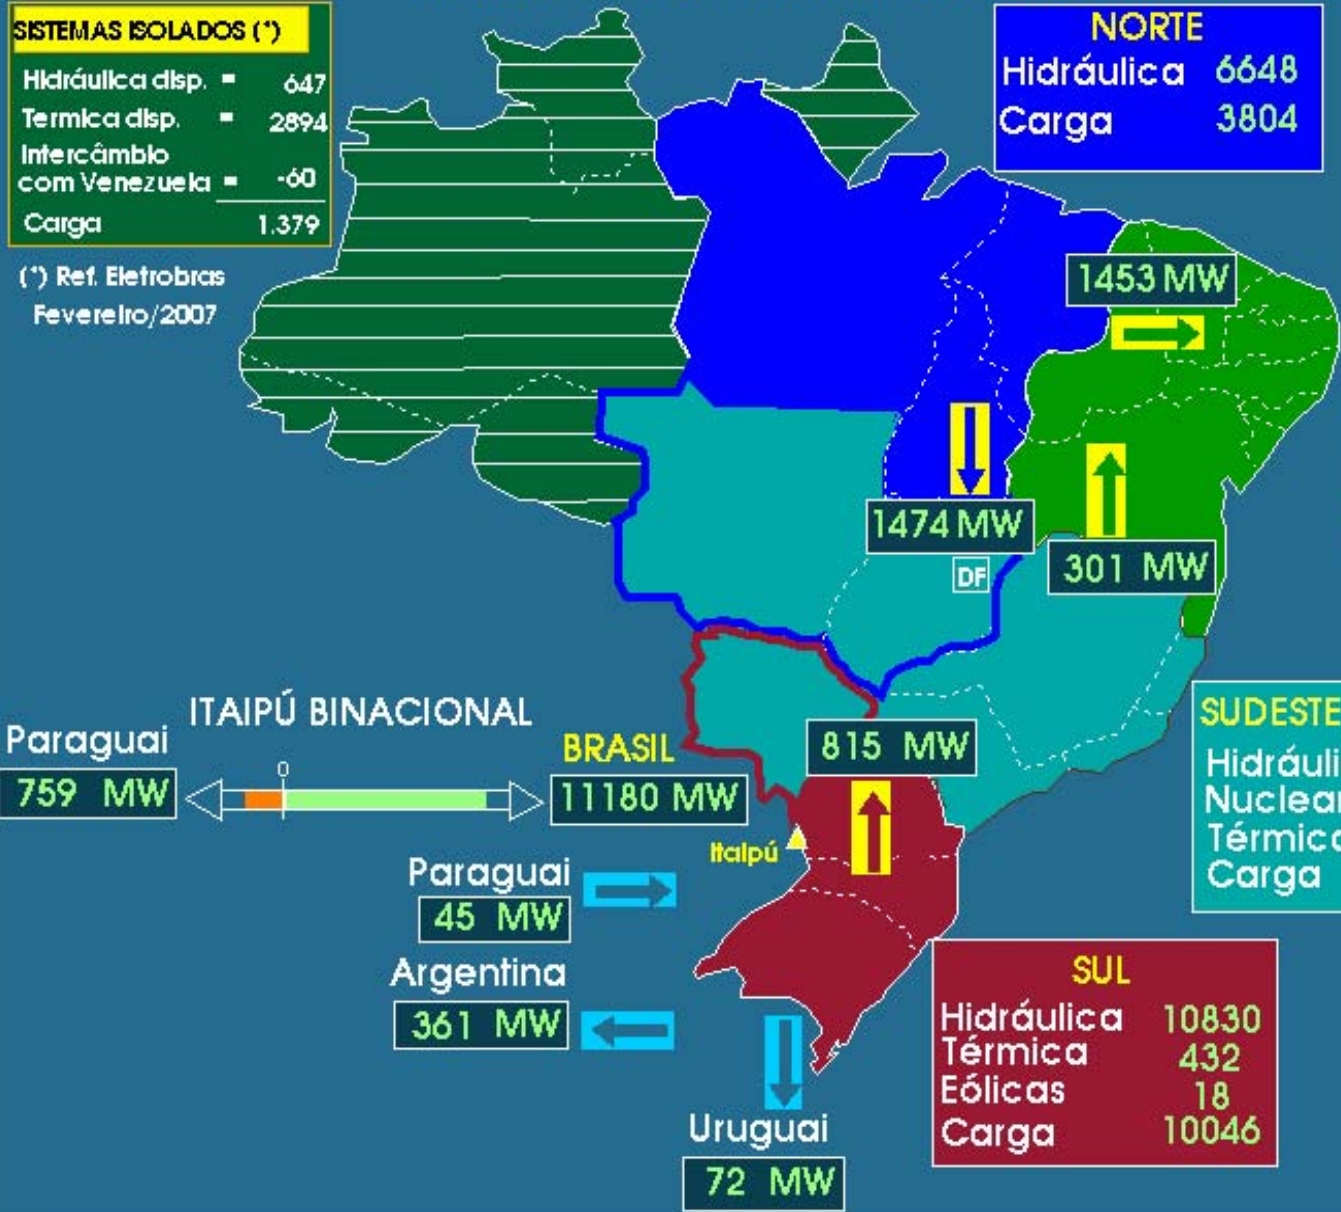 SISTEMAS ISOLADOS (*)
Hidráulica disp. = 647
Termica disp. = 2894
Intercâmbio
com Venezuela = -60
Carga 1.379
(*) Ref. Eletrobras
Fevereiro/2007
NORTE
Hidráulica 6648
Carga 3804
1453 MW
1474 MW
DF
301 MW
ITAIPÚ BINACIONAL
Paraguai
759 MW
0
BRASIL
11180 MW
815 MW
Itaipú
SUDESTE
Hidráuli
Nuclear
Térmica
Carga
Paraguai
45 MW
Argentina
361 MW
Uruguai
72 MW
SUL
Hidráulica 10830
Térmica 432
Eólicas 18
Carga 10046